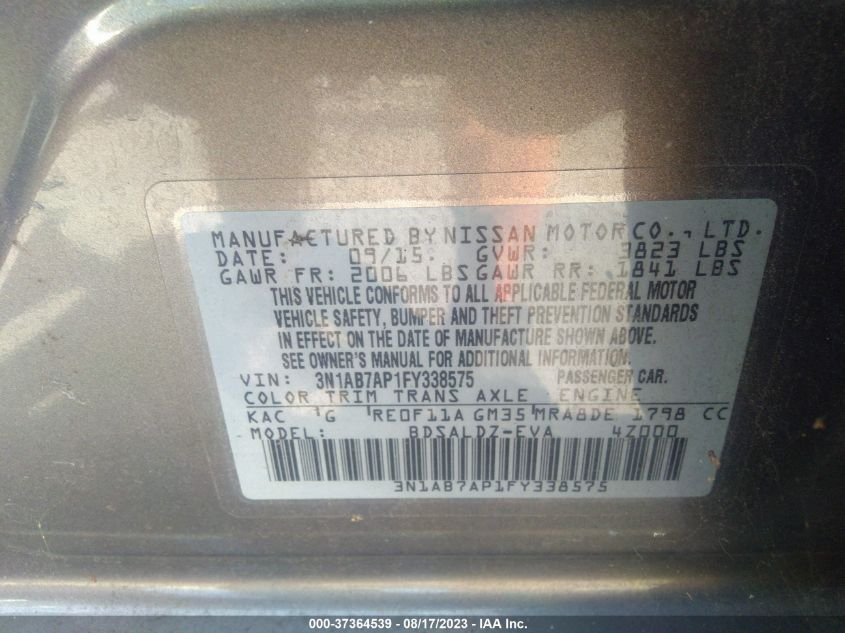 MANUFACTURED BY NISSAN MOTOR CO., LTD.
DATE: 09/15 GVWR: 3823 LBS
GAWR FR: 2006 LBS GAWR RR: 1841 LBS
THIS VEHICLE CONFORMS TO ALL APPLICABLE FEDERAL MOTOR
VEHICLE SAFETY, BUMPER AND THEFT PREVENTION STANDARDS
IN EFFECT ON THE DATE OF MANUFACTURE SHOWN ABOVE.
SEE OWNER'S MANUAL FOR ADDITIONAL INFORMATION.
VIN: 3N1AB7AP1FY338575 PASSENGER CAR.
COLOR TRIM TRANS AXLE ENGINE
KAC G RE0F11A GM35 MRA8DE 1798 CC
MODEL: BDSALDZ-EVA 4Z000
3N1AB7AP1FY338575
000-37364539 - 08/17/2023 - IAA Inc.